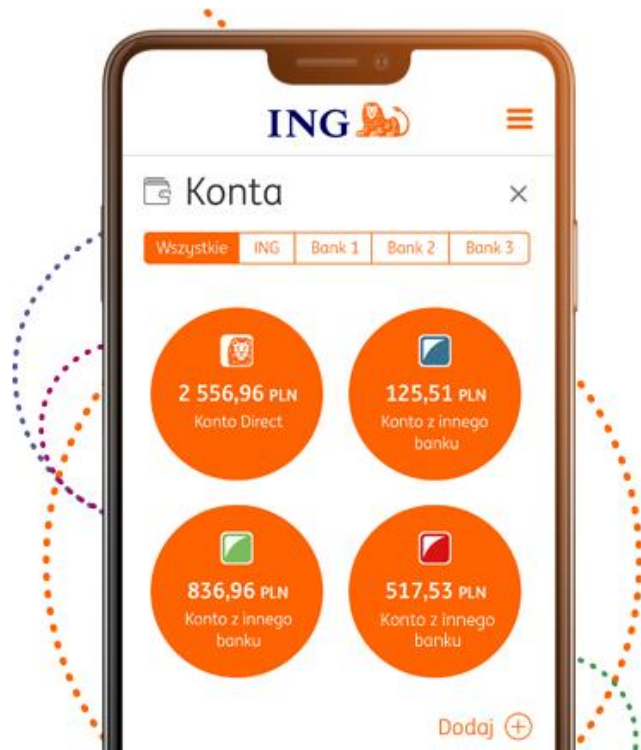 ING
Konta
Wszystkie ING Bank 1 Bank 2 Bank 3
2 556,96 PLN
Konto Direct
125,51 PLN
Konto z innego
banku
836,96 PLN
Konto z innego
banku
517,53 PLN
Konto z innego
banku
Dodaj